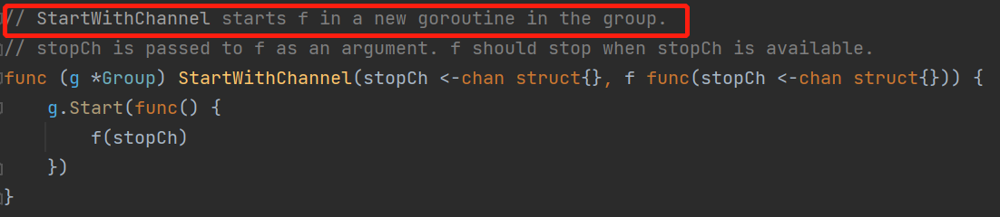 // StartWithChannel starts f in a new goroutine in the group.
// stopCh is passed to f as an argument. f should stop when stopCh is available.
func (g *Group) StartWithChannel(stopCh <-chan struct{}, f func(stopCh <-chan struct{})) {
    g.Start(func() {
        f(stopCh)
    })
}